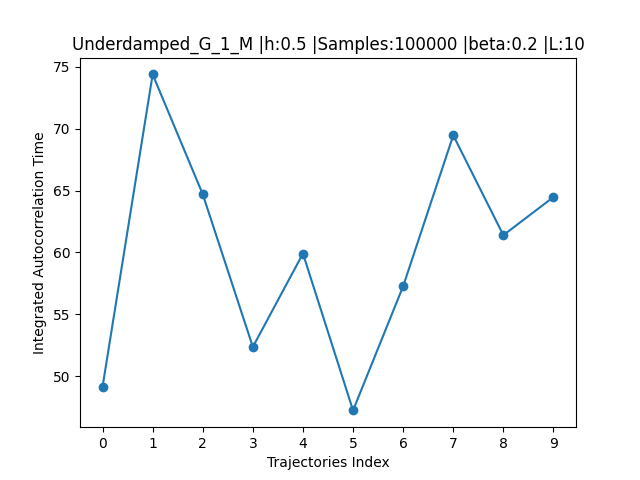 Underdamped_G_1_M |h:0.5 |Samples:100000 |beta:0.2 |L:10
75
70
65
60
55
50
Integrated Autocorrelation Time
0 1 2 3 4 5 6 7 8 9
Trajectories Index